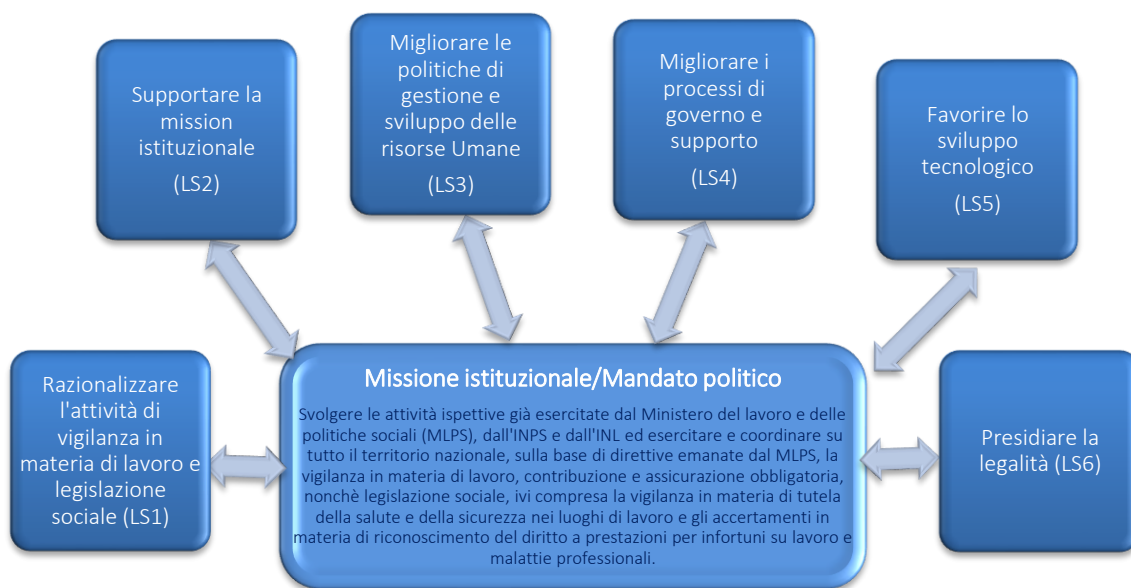 Supportare la
mission
istituzionale
(LS2)
Migliorare le
politiche di
gestione e
sviluppo delle
risorse Umane
(LS3)
Migliorare i
processi di
governo e
supporto
(LS4)
Favorire lo
sviluppo
tecnologico
(LS5)
Razionalizzare
l'attività di
vigilanza in
materia di lavoro e
legislazione
sociale (LS1)
Missione istituzionale/Mandato politico
Svolgere le attività ispettive già esercitate dal Ministero del lavoro e delle
politiche sociali (MLPS), dall'INPS e dall'INL ed esercitare e coordinare su
tutto il territorio nazionale, sulla base di direttive emanate dal MLPS, la
vigilanza in materia di lavoro, contribuzione e assicurazione obbligatoria,
nonchè legislazione sociale, ivi compresa la vigilanza in materia di tutela
della salute e della sicurezza nei luoghi di lavoro e gli accertamenti in
materia di riconoscimento del diritto a prestazioni per infortuni su lavoro e
malattie professionali.
Presidiare la
legalità (LS6)